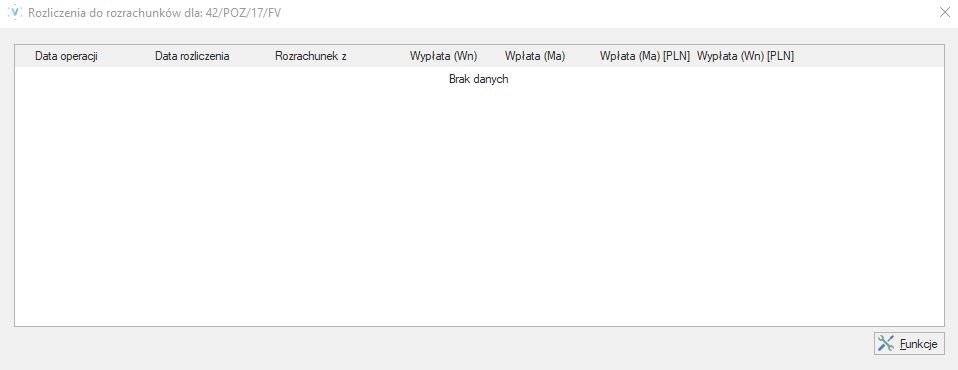 Rozliczenia do rozrachunków dla: 42/POZ/17/FV
Data operacji Data rozliczenia Rozrachunek z Wypłata (Wn) Wpłata (Ma) Wpłata (Ma) [PLN] Wypłata (Wn) [PLN]
Brak danych
Funkcje